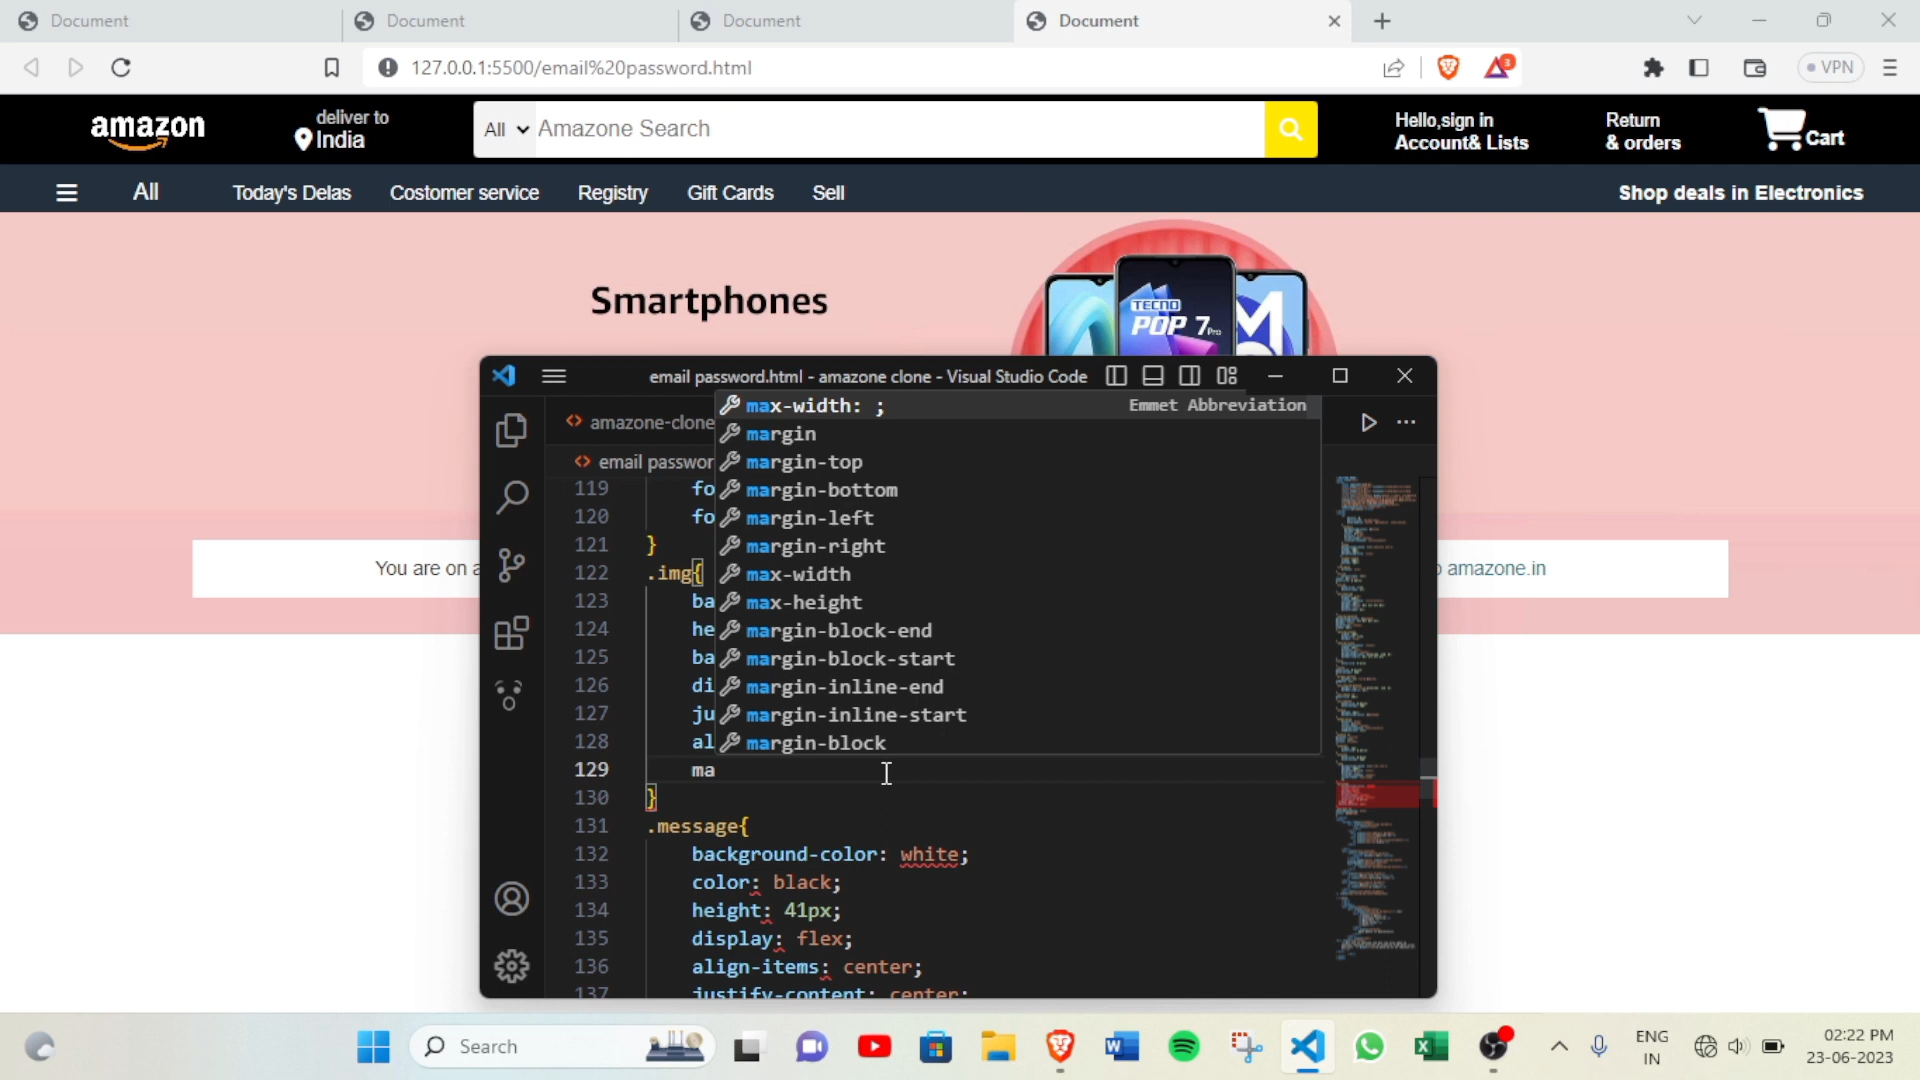 Document
Document
Document
Document
127.0.0.1:5500/email%20password.html
3
VPN
amazon
deliver to
India
All
Amazone Search
Hello,sign in
Account& Lists
Return
& orders
Cart
All
Today's Delas
Costomer service
Registry
Gift Cards
Sell
Shop deals in Electronics
Smartphones
TECNO
POP 7 Pro
You are on a
amazone.in
email password.html - amazone clone - Visual Studio Code
amazone-clone
email passwor
max-width: ;
Emmet Abbreviation
margin
margin-top
margin-bottom
margin-left
margin-right
max-width
max-height
margin-block-end
margin-block-start
margin-inline-end
margin-inline-start
margin-block
119 fo
120 fo
121 }
122 .img{
123 ba
124 he
125 ba
126 di
127 ju
128 al
129 ma
130 }
131 .message{
132 background-color: white;
133 color: black;
134 height: 41px;
135 display: flex;
136 align-items: center;
137 justify-content: center;
Search
ENG
IN
02:22 PM
23-06-2023